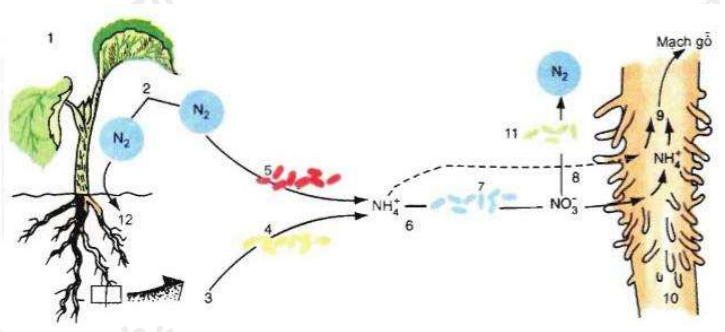 1
Mạch gỗ
2
N₂
N₂
N₂
9
11
NH₄⁺
5
8
7
12
NH₄⁺
NO₃⁻
6
4
3
10